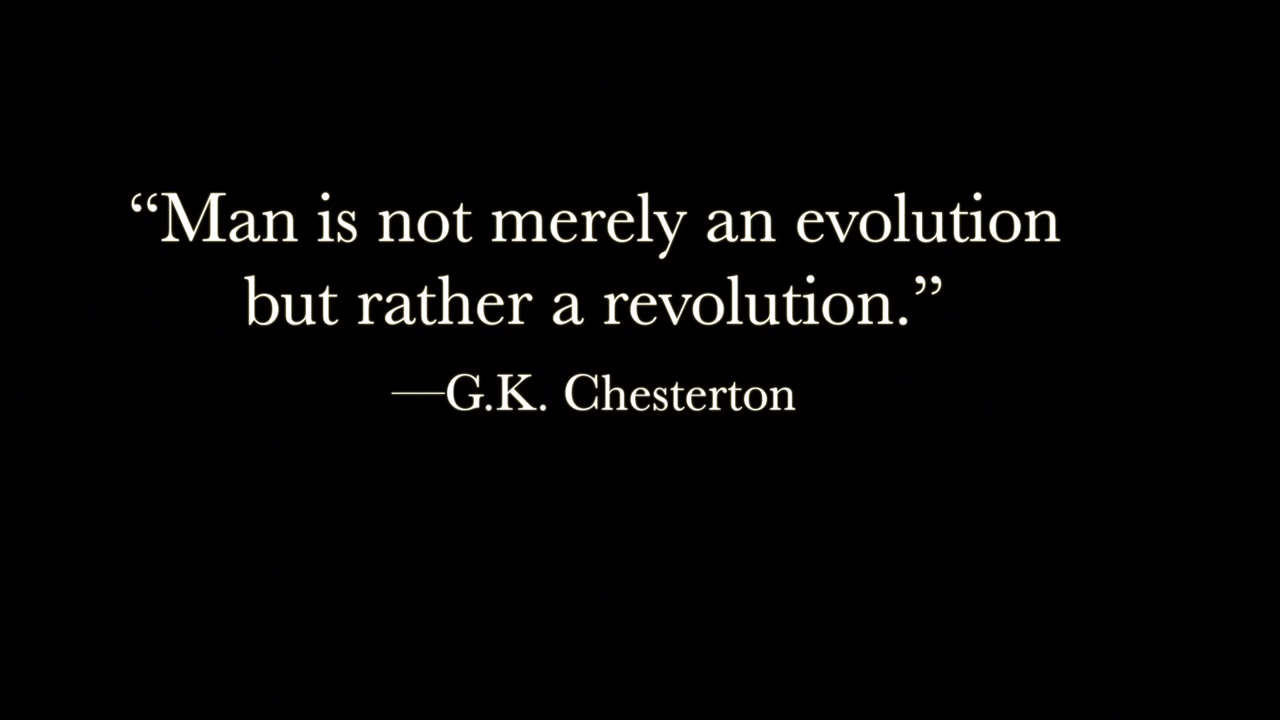 “Man is not merely an evolution
but rather a revolution.”
—G.K. Chesterton